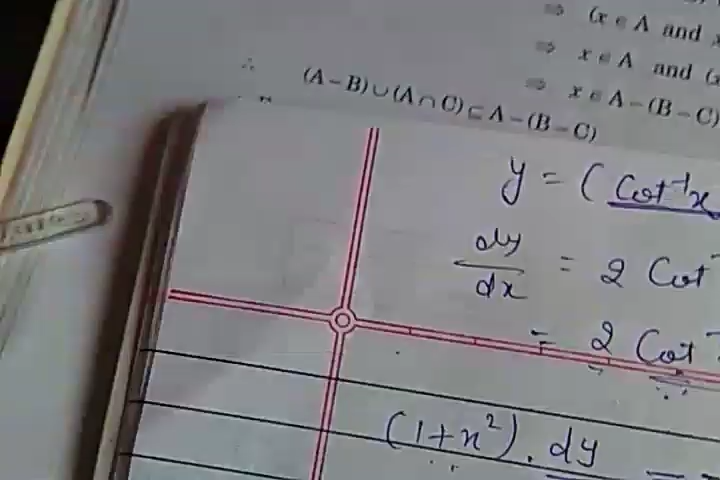 ⇒ (x ∈ A and
⇒ x ∈ A and (x
⇒ x ∈ A – (B – C)
∴ (A – B) ∪ (A ∩ C) ⊆ A – (B – C)
y = (Cot⁻¹x
dy/dx = 2 Cot⁻
= 2 Cot⁻
(1+x²). dy =